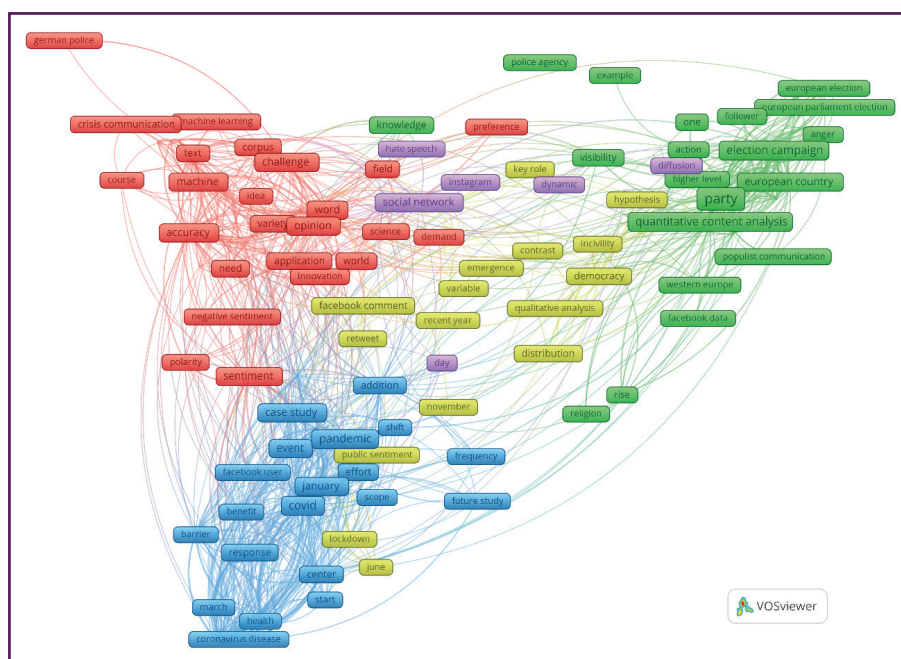 german police
police agency
example
european election
european parliament election
crisis communication
machine learning
knowledge
preference
one
follower
anger
text
corpus
hate speech
action
election campaign
challenge
visibility
diffusion
course
machine
field
key role
instagram
dynamic
higher level
european country
idea
social network
hypothesis
party
word
variety
opinion
quantitative content analysis
accuracy
science
demand
contrast
incivility
populist communication
need
application
world
emergence
democracy
innovation
variable
western europe
facebook comment
qualitative analysis
negative sentiment
recent year
facebook data
retweet
distribution
polarity
day
sentiment
addition
rise
november
religion
case study
pandemic
shift
event
public sentiment
frequency
facebook user
effort
january
scope
future study
benefit
covid
barrier
lockdown
response
june
center
march
start
health
coronavirus disease
VOSviewer